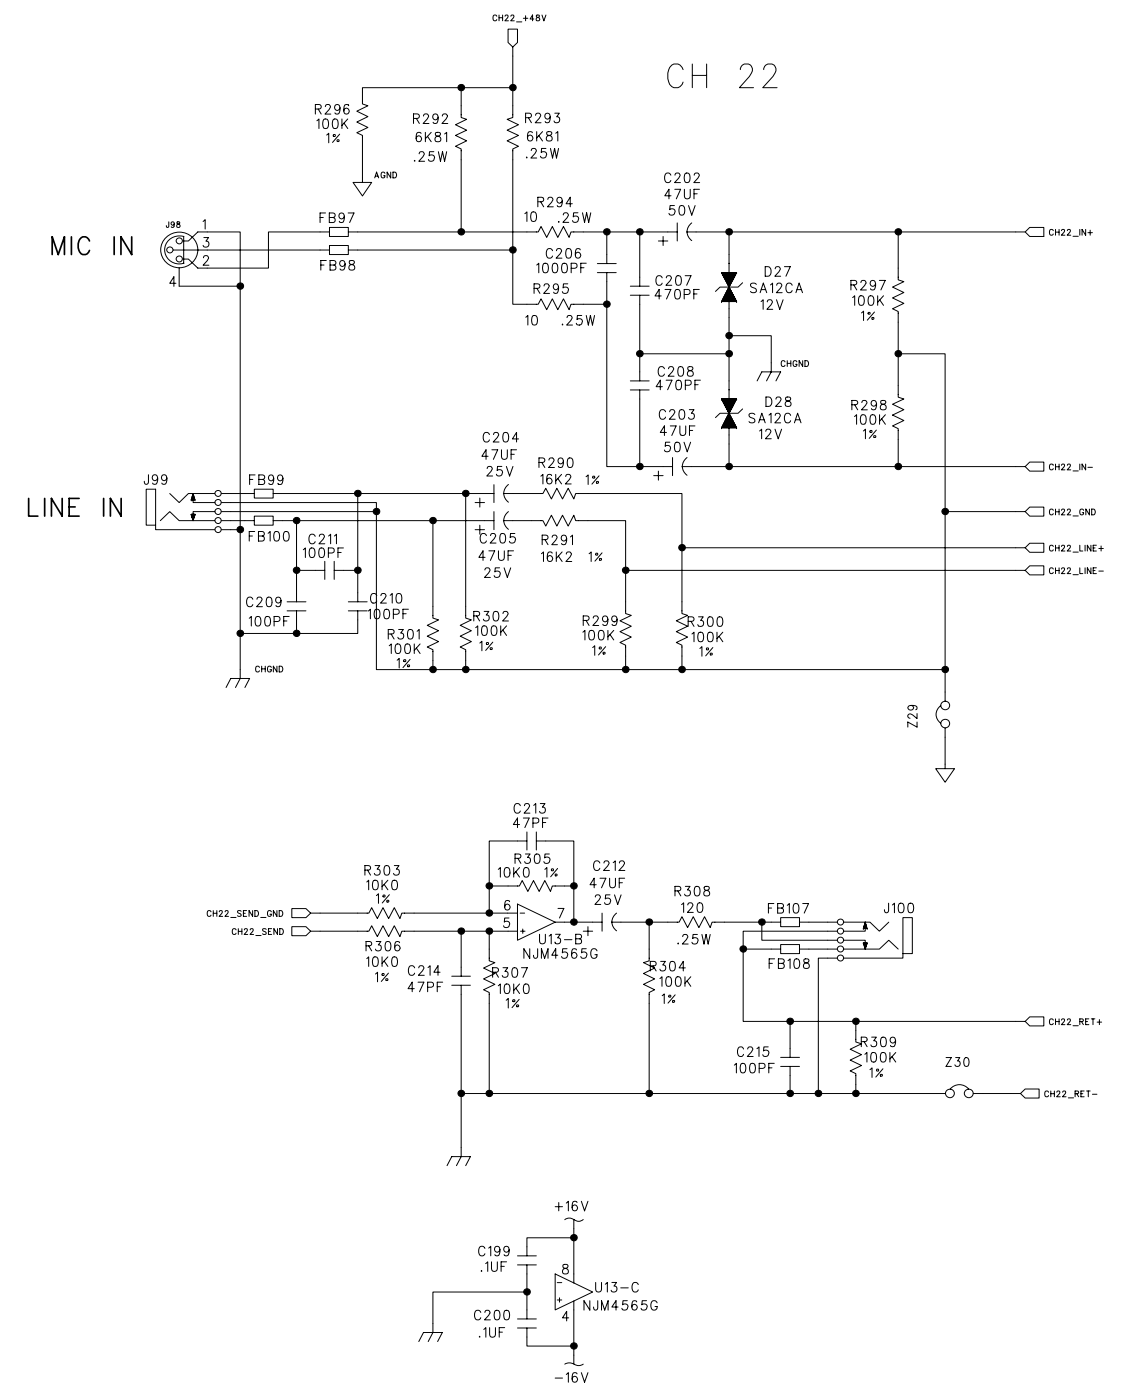 CH22_+48V
CH 22
R296
100K
1%
R292
6K81
.25W
R293
6K81
.25W
AGND
MIC IN
J98
1
3
2
4
FB97
FB98
R294
10 .25W
C206
1000PF
R295
10 .25W
C202
47UF
50V
+
C207
470PF
D27
SA12CA
12V
R297
100K
1%
CH22_IN+
CHGND
C208
470PF
C203
47UF
50V
+
D28
SA12CA
12V
R298
100K
1%
CH22_IN-
LINE IN
J99
FB99
FB100
C204
47UF
25V
+
R290
16K2 1%
+
C205
47UF
25V
R291
16K2 1%
CH22_GND
CH22_LINE+
CH22_LINE-
C211
100PF
C209
100PF
C210
100PF
R301
100K
1%
R302
100K
1%
R299
100K
1%
R300
100K
1%
CHGND
Z29
C213
47PF
R305
10K0 1%
R303
10K0
1%
CH22_SEND_GND
CH22_SEND
R306
10K0
1%
6
5
7
-
+
U13-B
NJM4565G
C214
47PF
R307
10K0
1%
C212
47UF
25V
+
R308
120
.25W
R304
100K
1%
FB107
FB108
J100
CH22_RET+
C215
100PF
R309
100K
1%
Z30
CH22_RET-
+16V
C199
.1UF
8
-
+
4
U13-C
NJM4565G
C200
.1UF
-16V